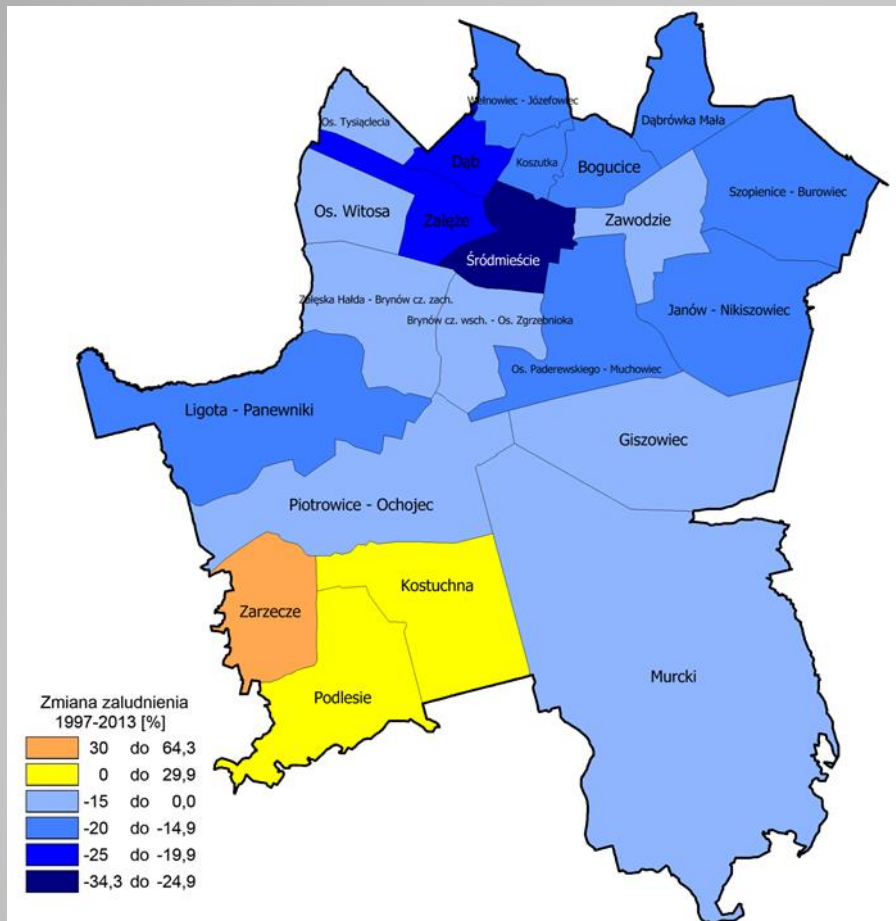 Wełnowiec - Józefowiec
Os. Tysiąclecia
Dąbrówka Mała
Dąb
Koszutka
Bogucice
Szopienice - Burowiec
Os. Witosa
Załęże
Zawodzie
Śródmieście
Załęska Hałda - Brynów cz. zach.
Brynów cz. wsch. - Os. Zgrzebnioka
Janów - Nikiszowiec
Os. Paderewskiego - Muchowiec
Ligota - Panewniki
Giszowiec
Piotrowice - Ochojec
Kostuchna
Zarzecze
Murcki
Podlesie
Zmiana zaludnienia
1997-2013 [%]
30 do 64,3
0 do 29,9
-15 do 0,0
-20 do -14,9
-25 do -19,9
-34,3 do -24,9